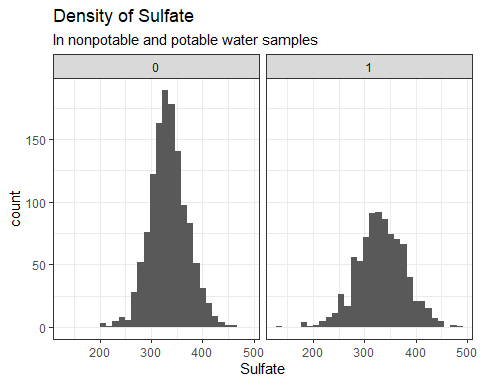 Density of Sulfate
In nonpotable and potable water samples
0 1
150
100
50
0
count
200 300 400 500 200 300 400 500
Sulfate